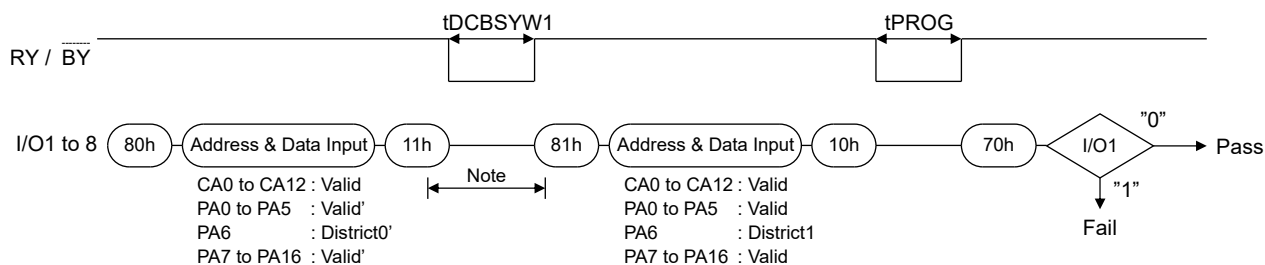 tDCBSYW1 tPROG
RY / BY
I/O1 to 8 80h Address & Data Input 11h 81h Address & Data Input 10h 70h I/O1 "0" Pass
Note "1"
Fail
CA0 to CA12 : Valid
PA0 to PA5 : Valid'
PA6 : District0'
PA7 to PA16 : Valid'
CA0 to CA12 : Valid
PA0 to PA5 : Valid
PA6 : District1
PA7 to PA16 : Valid